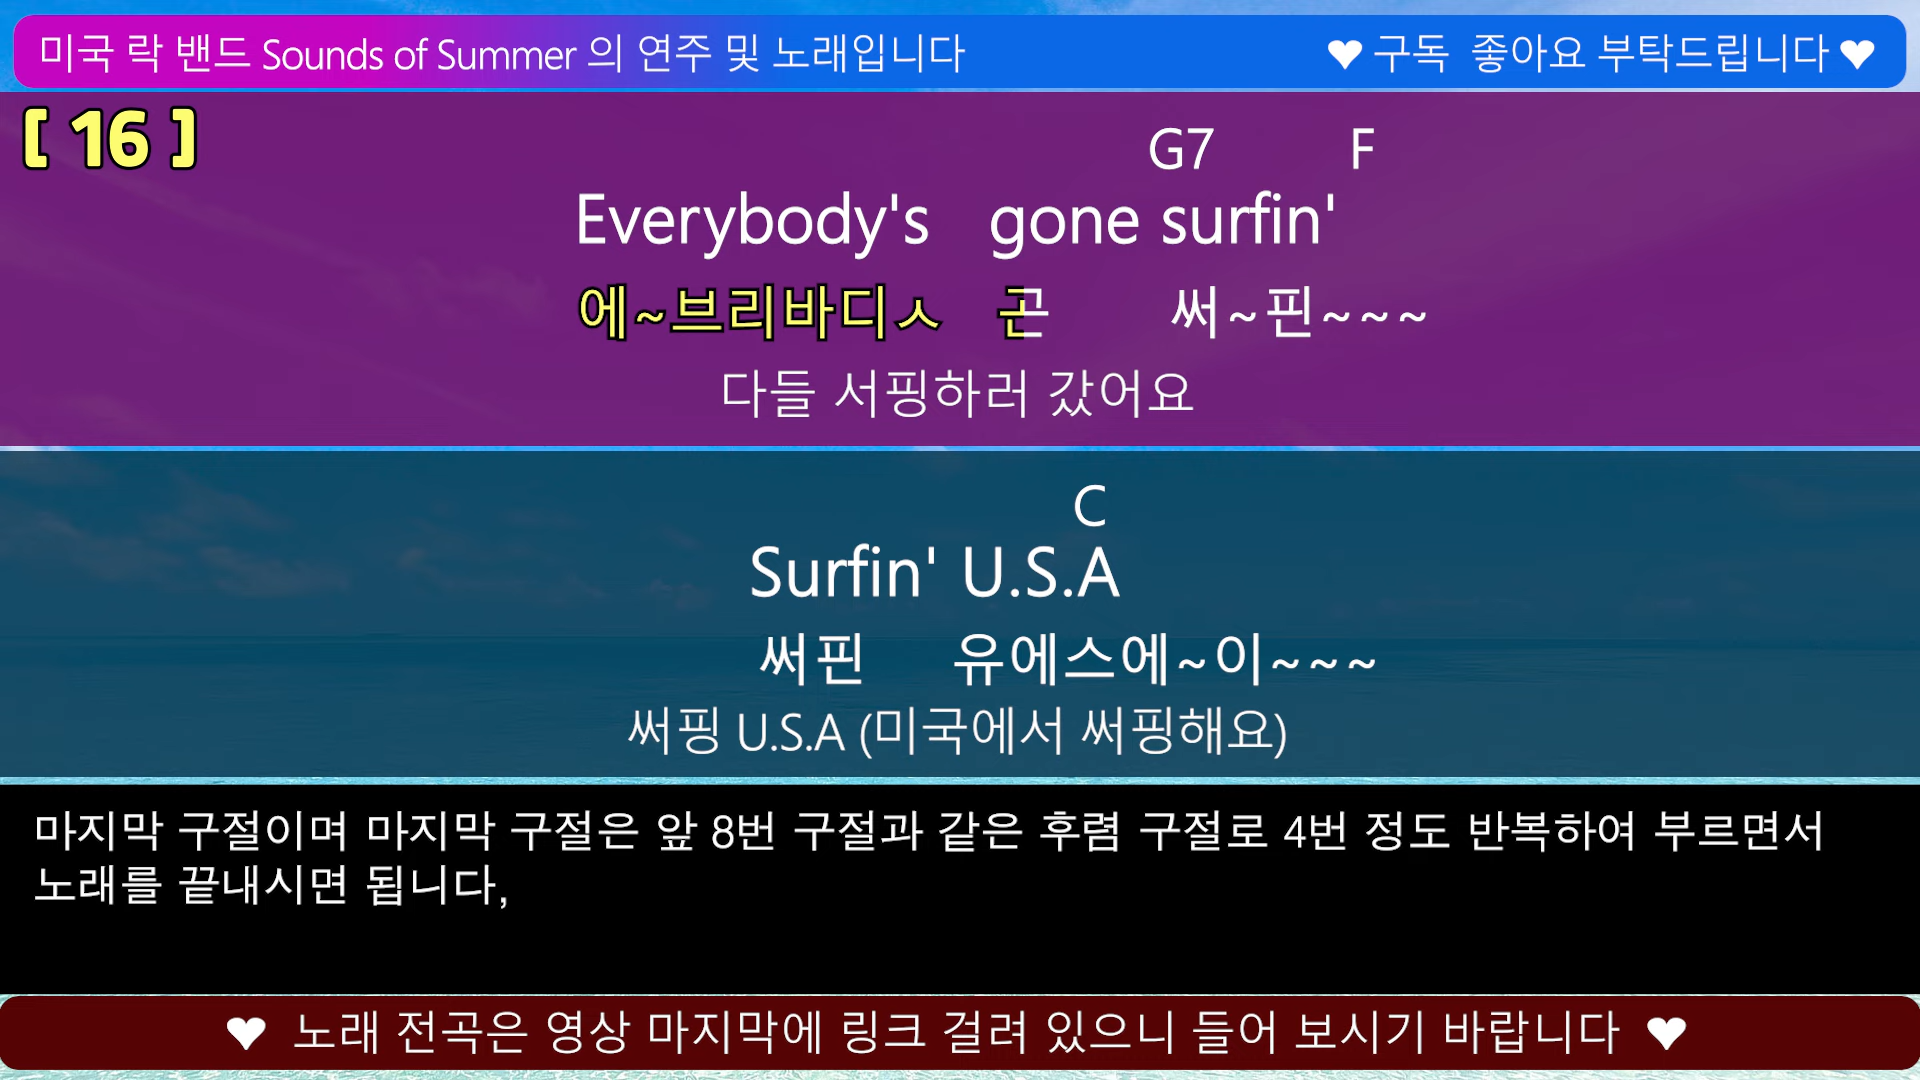 미국 락 밴드 Sounds of Summer 의 연주 및 노래입니다
♥ 구독 좋아요 부탁드립니다 ♥
[ 16 ]
G7 F
Everybody's gone surfin'
에~브리바디ㅅ 곤 써~핀~~~
다들 서핑하러 갔어요
C
Surfin' U.S.A
써핀 유에스에~이~~~
써핑 U.S.A (미국에서 써핑해요)
마지막 구절이며 마지막 구절은 앞 8번 구절과 같은 후렴 구절로 4번 정도 반복하여 부르면서
노래를 끝내시면 됩니다,
♥ 노래 전곡은 영상 마지막에 링크 걸려 있으니 들어 보시기 바랍니다 ♥